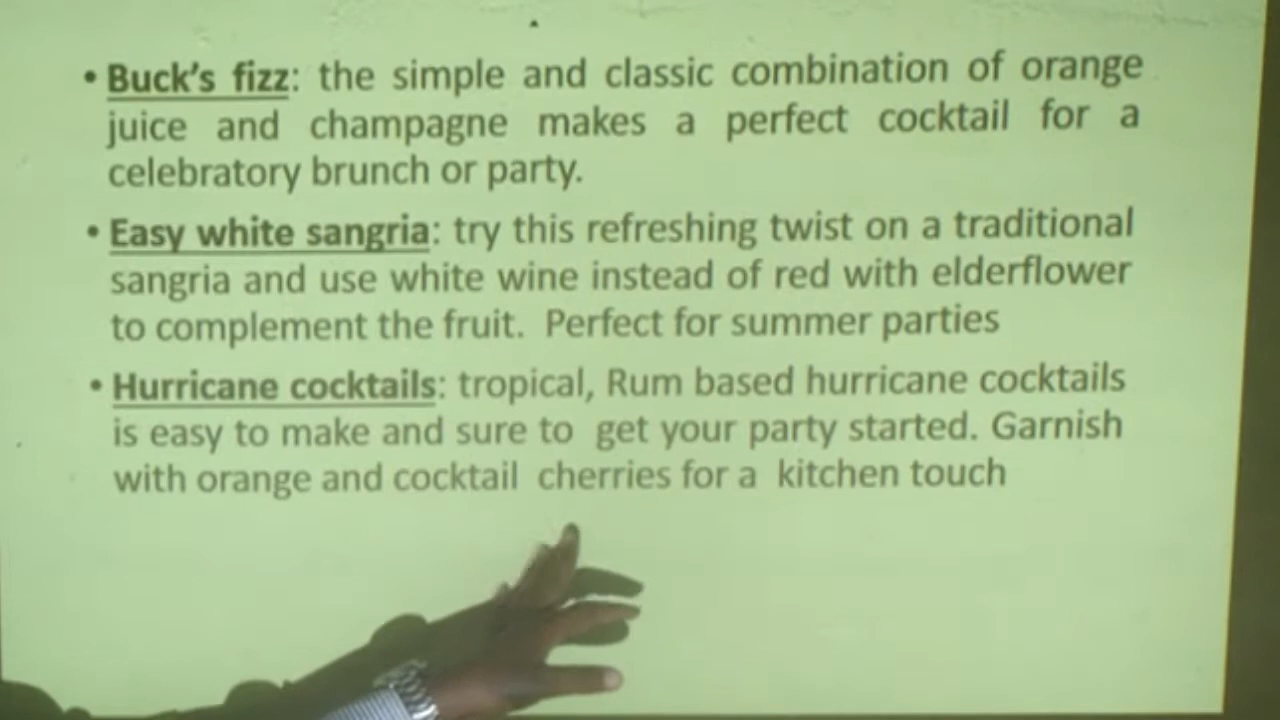 • Buck's fizz: the simple and classic combination of orange
juice and champagne makes a perfect cocktail for a
celebratory brunch or party.
• Easy white sangria: try this refreshing twist on a traditional
sangria and use white wine instead of red with elderflower
to complement the fruit. Perfect for summer parties
• Hurricane cocktails: tropical, Rum based hurricane cocktails
is easy to make and sure to get your party started. Garnish
with orange and cocktail cherries for a kitchen touch